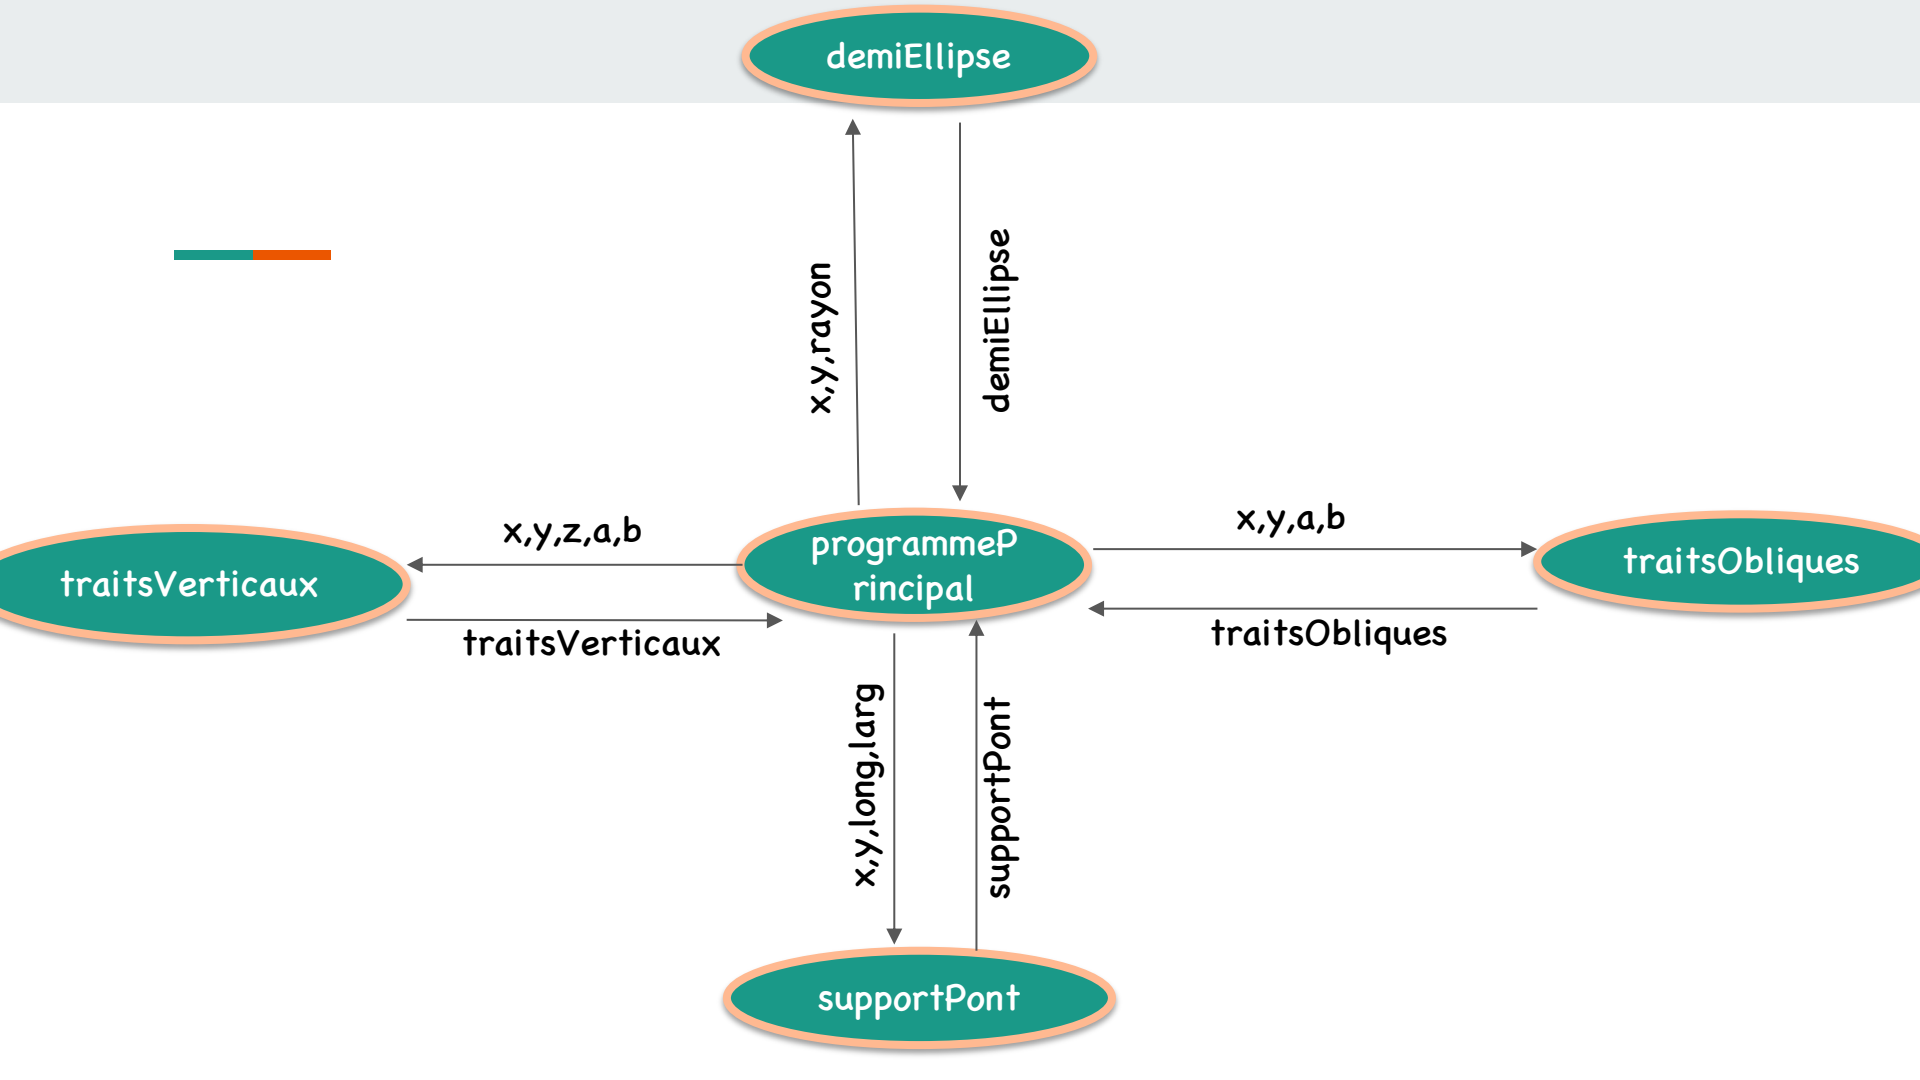 demiEllipse
x,y,rayon
demiEllipse
x,y,z,a,b
programmeP
rincipal
x,y,a,b
traitsVerticaux
traitsObliques
traitsVerticaux
traitsObliques
x,y,long,larg
supportPont
supportPont